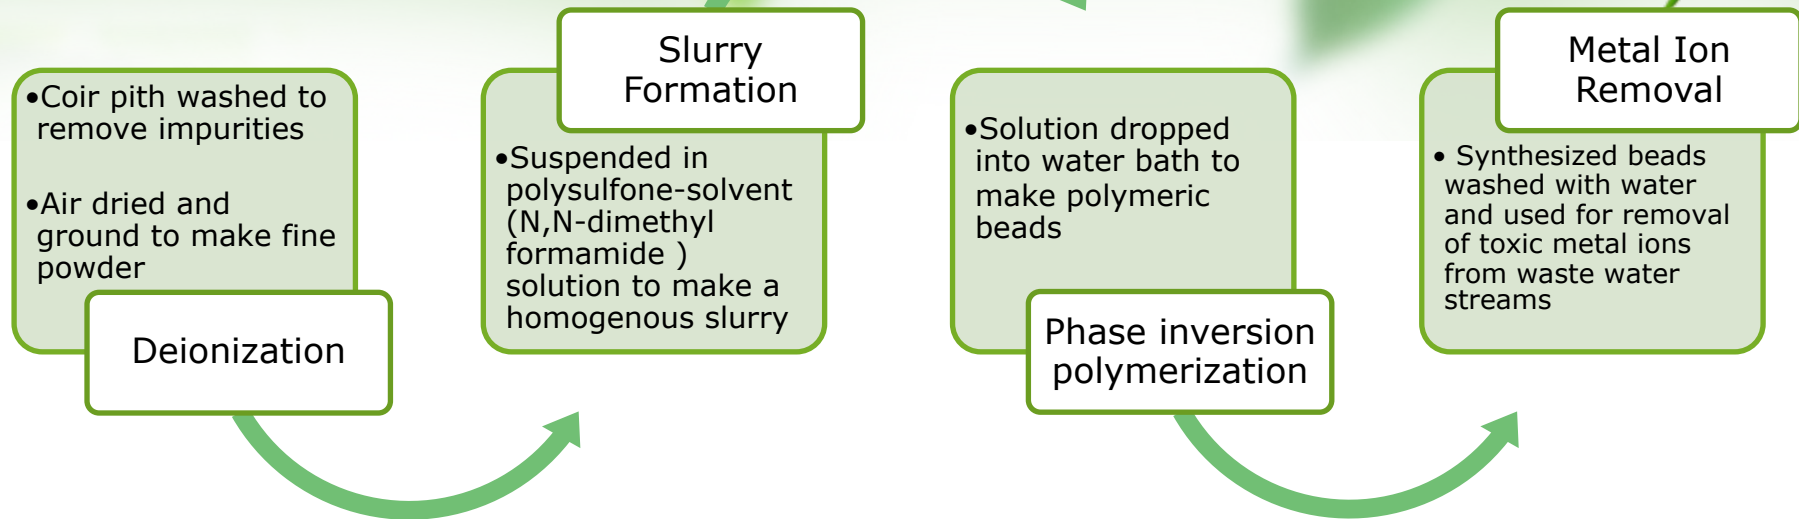 •Coir pith washed to
remove impurities
•Air dried and
ground to make fine
powder
Deionization
Slurry
Formation
•Suspended in
polysulfone-solvent
(N,N-dimethyl
formamide )
solution to make a
homogenous slurry
•Solution dropped
into water bath to
make polymeric
beads
Phase inversion
polymerization
Metal Ion
Removal
• Synthesized beads
washed with water
and used for removal
of toxic metal ions
from waste water
streams